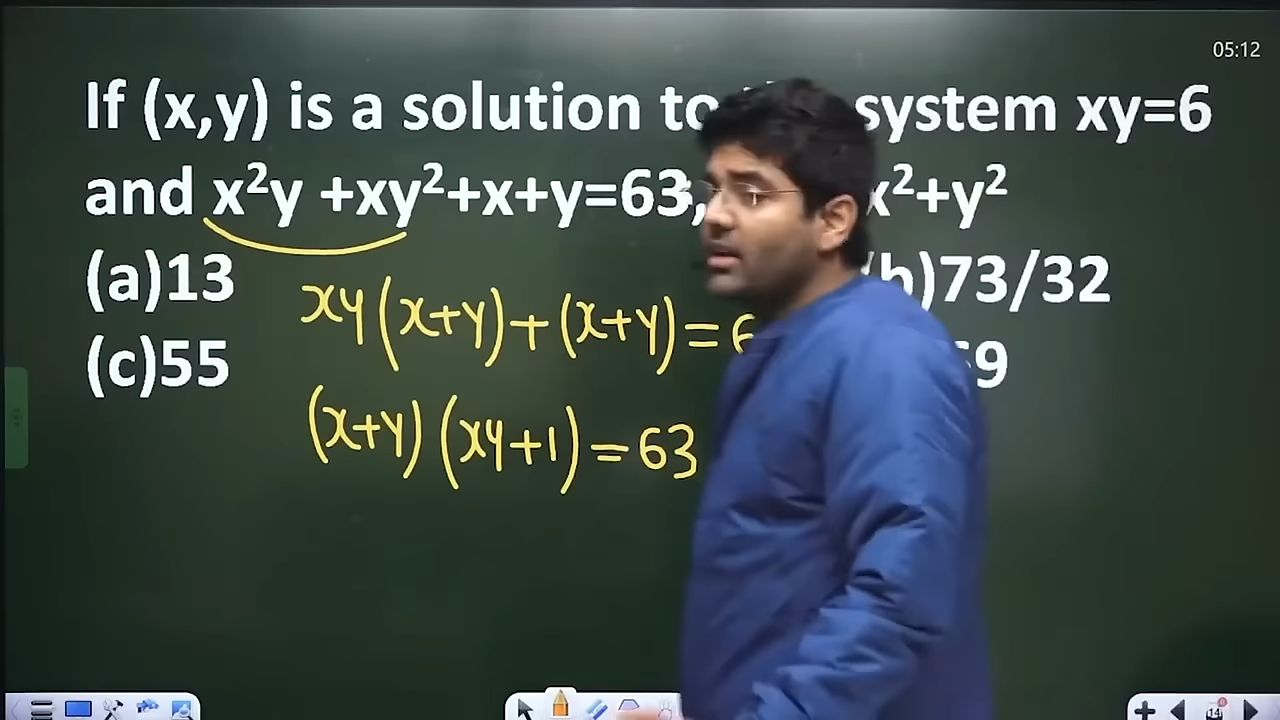 05:12
If (x,y) is a solution to system xy=6
and x²y +xy²+x+y=63, x²+y²
(a)13 (b)73/32
(c)55 69
xy(x+y)+(x+y)=6
(x+y)(xy+1)=63